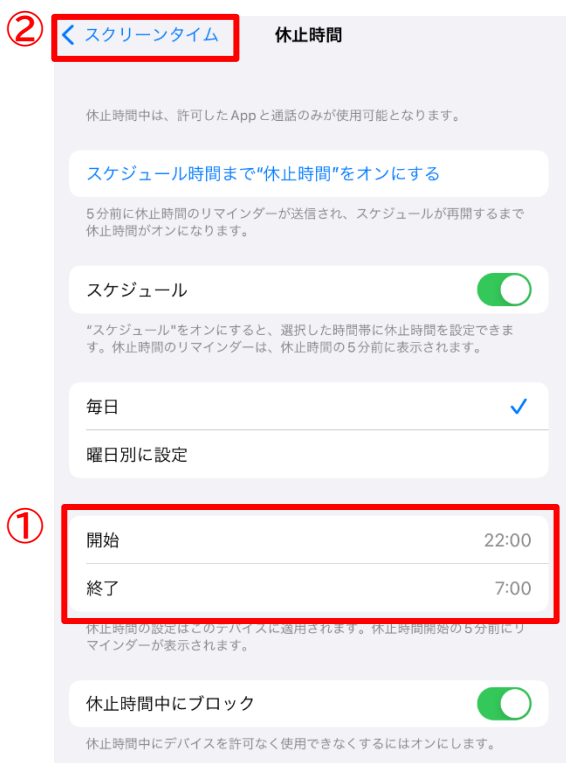 ② スクリーンタイム 休止時間
休止時間中は、許可したAppと通話のみが使用可能となります。
スケジュール時間まで“休止時間”をオンにする
5分前に休止時間のリマインダーが送信され、スケジュールが再開するまで
休止時間がオンになります。
スケジュール
“スケジュール"をオンにすると、選択した時間帯に休止時間を設定できま
す。休止時間のリマインダーは、休止時間の5分前に表示されます。
毎日
曜日別に設定
①
開始 22:00
終了 7:00
休止時間の設定はこのデバイスに適用されます。休止時間開始の5分前にリ
マインダーが表示されます。
休止時間中にブロック
休止時間中にデバイスを許可なく使用できなくするにはオンにします。